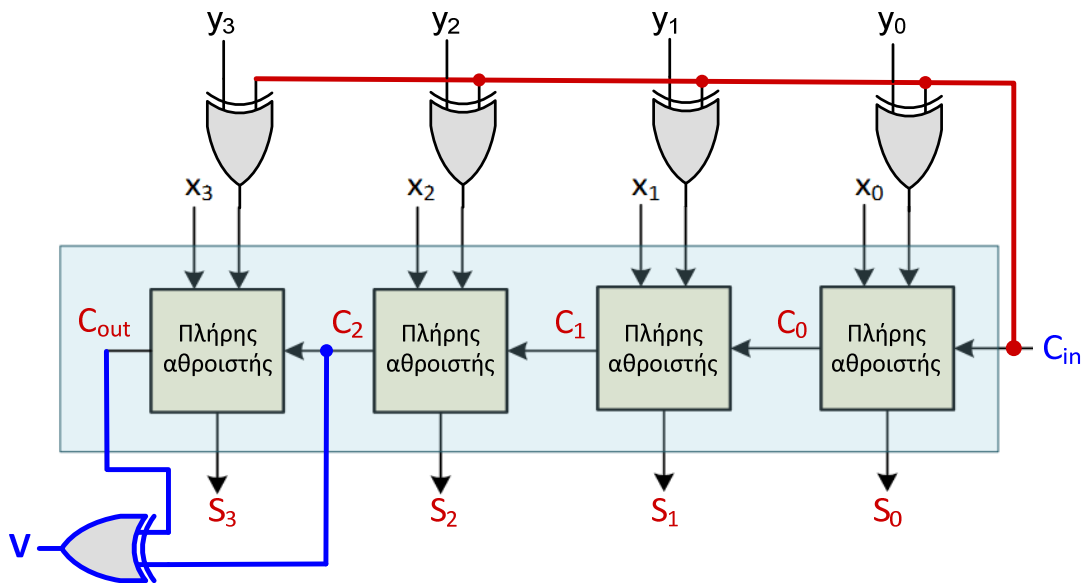 y3 y2 y1 y0
x3 x2 x1 x0
Cout C2 C1 C0 Cin
Πλήρης Πλήρης Πλήρης Πλήρης
αθροιστής αθροιστής αθροιστής αθροιστής
S3 S2 S1 S0
V